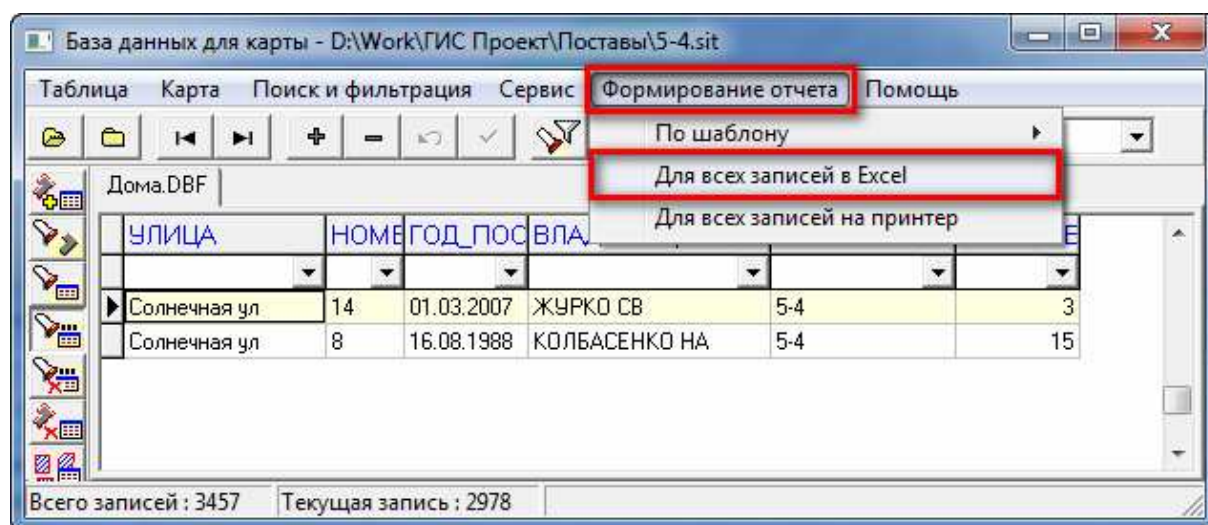 База данных для карты - D:\Work\ГИС Проект\Поставы\5-4.sit
Таблица Карта Поиск и фильтрация Сервис Формирование отчета Помощь
По шаблону
Для всех записей в Excel
Для всех записей на принтер
Дома.DBF
УЛИЦА НОМЕ ГОД_ПОС ВЛА Е
Солнечная ул 14 01.03.2007 ЖУРКО СВ 5-4 3
Солнечная ул 8 16.08.1988 КОЛБАСЕНКО НА 5-4 15
Всего записей : 3457 Текущая запись : 2978